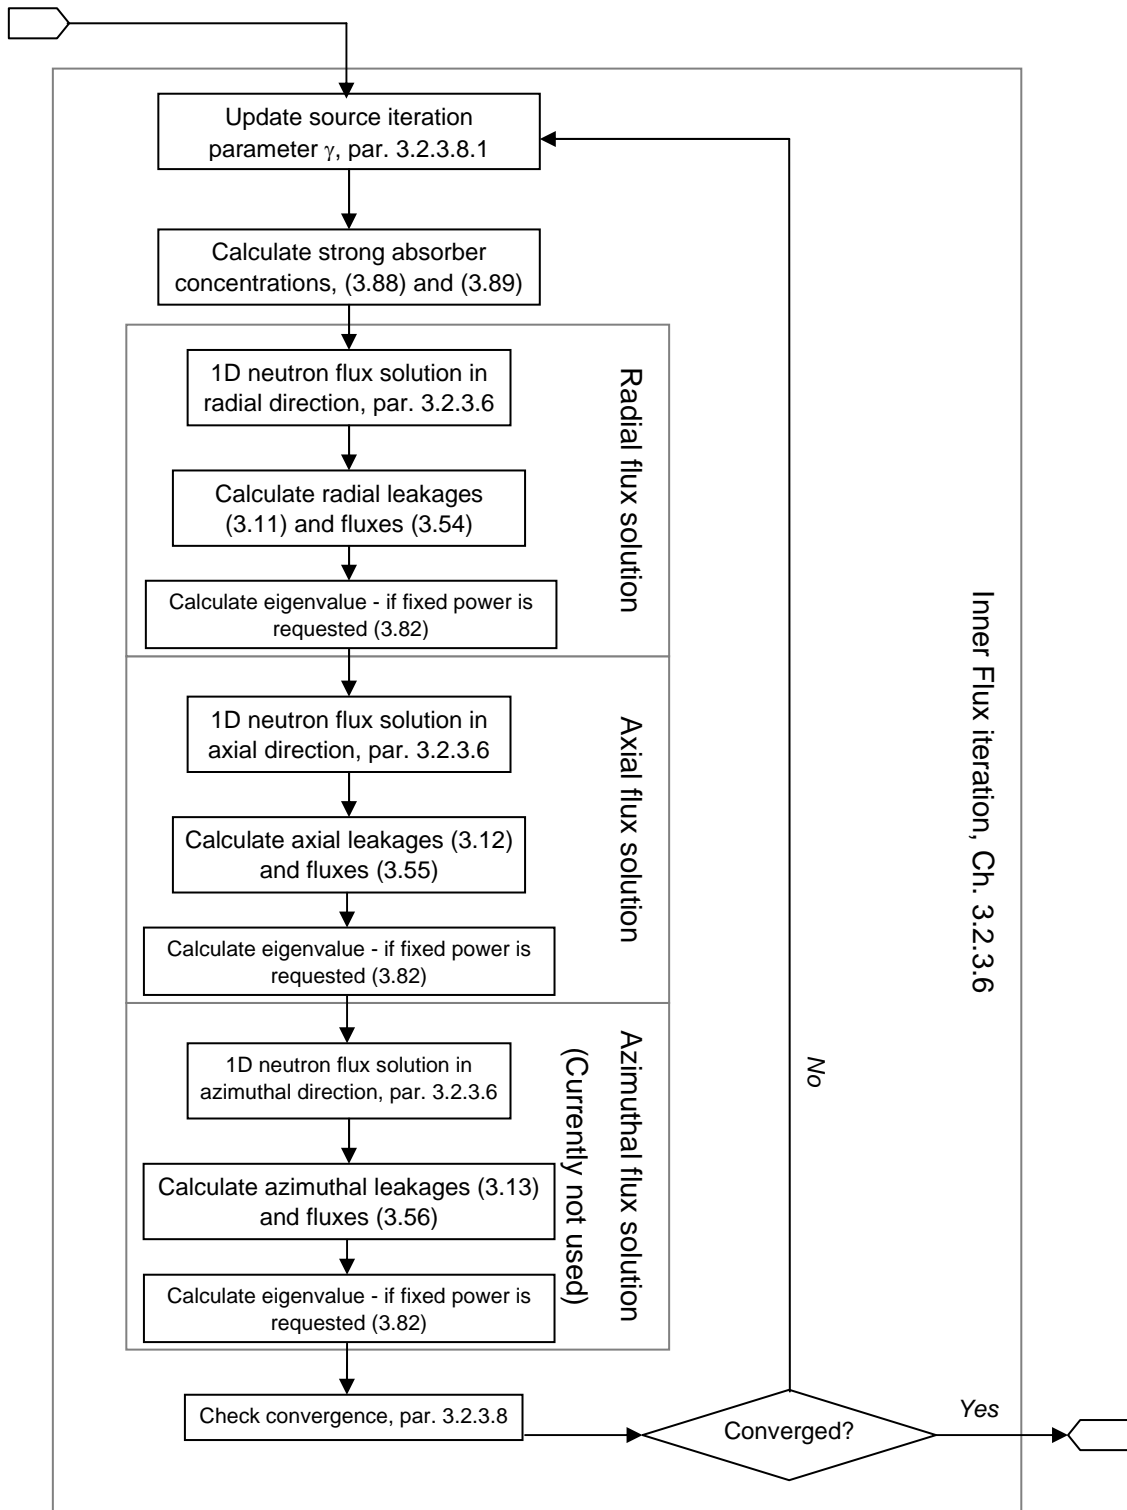 Update source iteration
parameter γ, par. 3.2.3.8.1
Calculate strong absorber
concentrations, (3.88) and (3.89)
1D neutron flux solution in
radial direction, par. 3.2.3.6
Calculate radial leakages
(3.11) and fluxes (3.54)
Calculate eigenvalue - if fixed power is
requested (3.82)
Radial flux solution
1D neutron flux solution in
axial direction, par. 3.2.3.6
Calculate axial leakages (3.12)
and fluxes (3.55)
Calculate eigenvalue - if fixed power is
requested (3.82)
Axial flux solution
1D neutron flux solution in
azimuthal direction, par. 3.2.3.6
Calculate azimuthal leakages (3.13)
and fluxes (3.56)
Calculate eigenvalue - if fixed power is
requested (3.82)
Azimuthal flux solution
(Currently not used)
Check convergence, par. 3.2.3.8
Converged?
Yes
No
Inner Flux iteration, Ch. 3.2.3.6